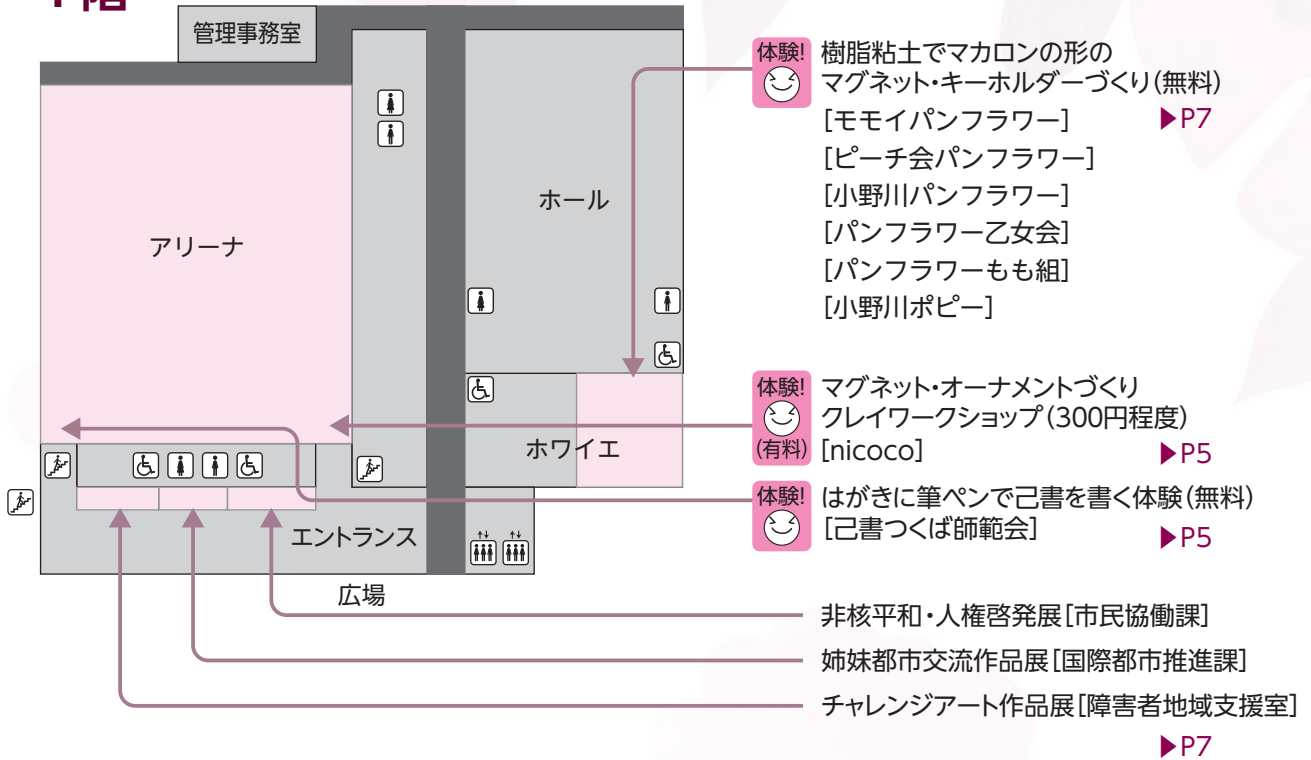 1階
管理事務室
アリーナ
ホール
ホワイエ
エントランス
広場
体験!
樹脂粘土でマカロンの形の
マグネット・キーホルダーづくり(無料)
[モモイパンフラワー] ▶P7
[ピーチ会パンフラワー]
[小野川パンフラワー]
[パンフラワー乙女会]
[パンフラワーもも組]
[小野川ポピー]
体験!
(有料)
マグネット・オーナメントづくり
クレイワークショップ(300円程度)
[nicoco] ▶P5
体験!
はがきに筆ペンで己書を書く体験(無料)
[己書つくば師範会] ▶P5
非核平和・人権啓発展[市民協働課]
姉妹都市交流作品展[国際都市推進課]
チャレンジアート作品展[障害者地域支援室]
▶P7